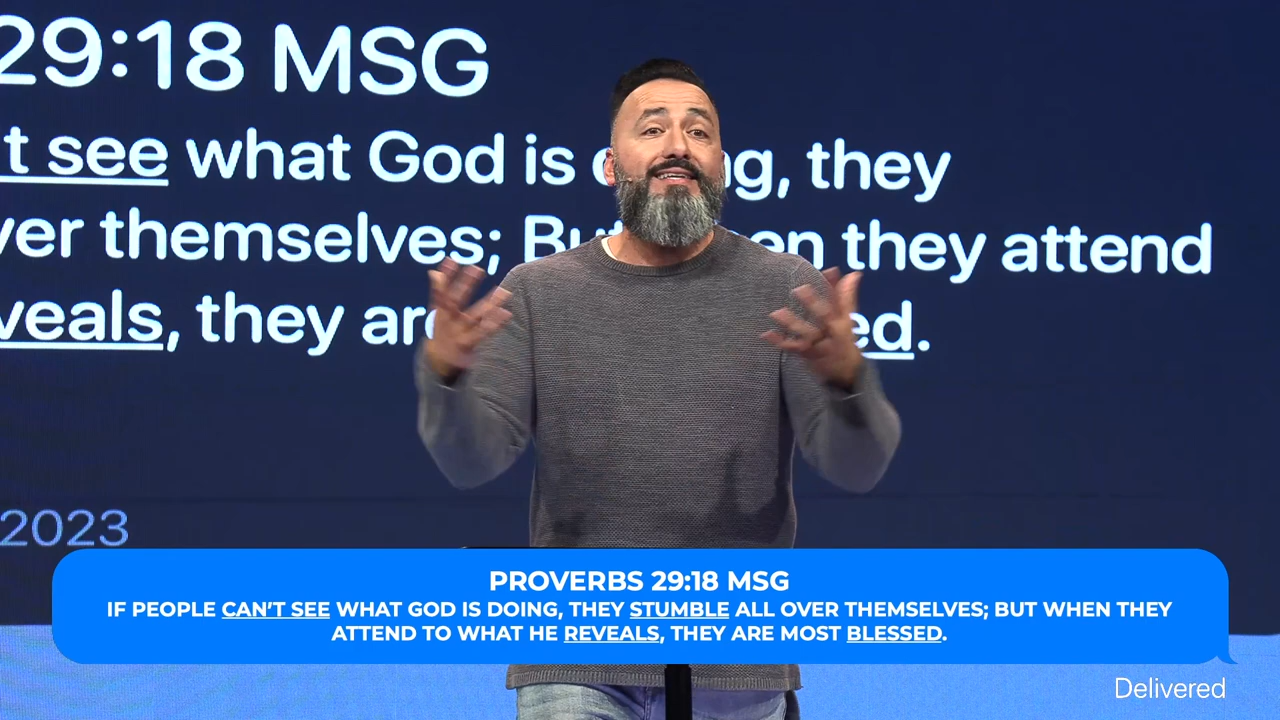 29:18 MSG
t see what God is ng, they
ver themselves; But en they attend
veals, they are ed.
2023
PROVERBS 29:18 MSG
IF PEOPLE CAN'T SEE WHAT GOD IS DOING, THEY STUMBLE ALL OVER THEMSELVES; BUT WHEN THEY
ATTEND TO WHAT HE REVEALS, THEY ARE MOST BLESSED.
Delivered